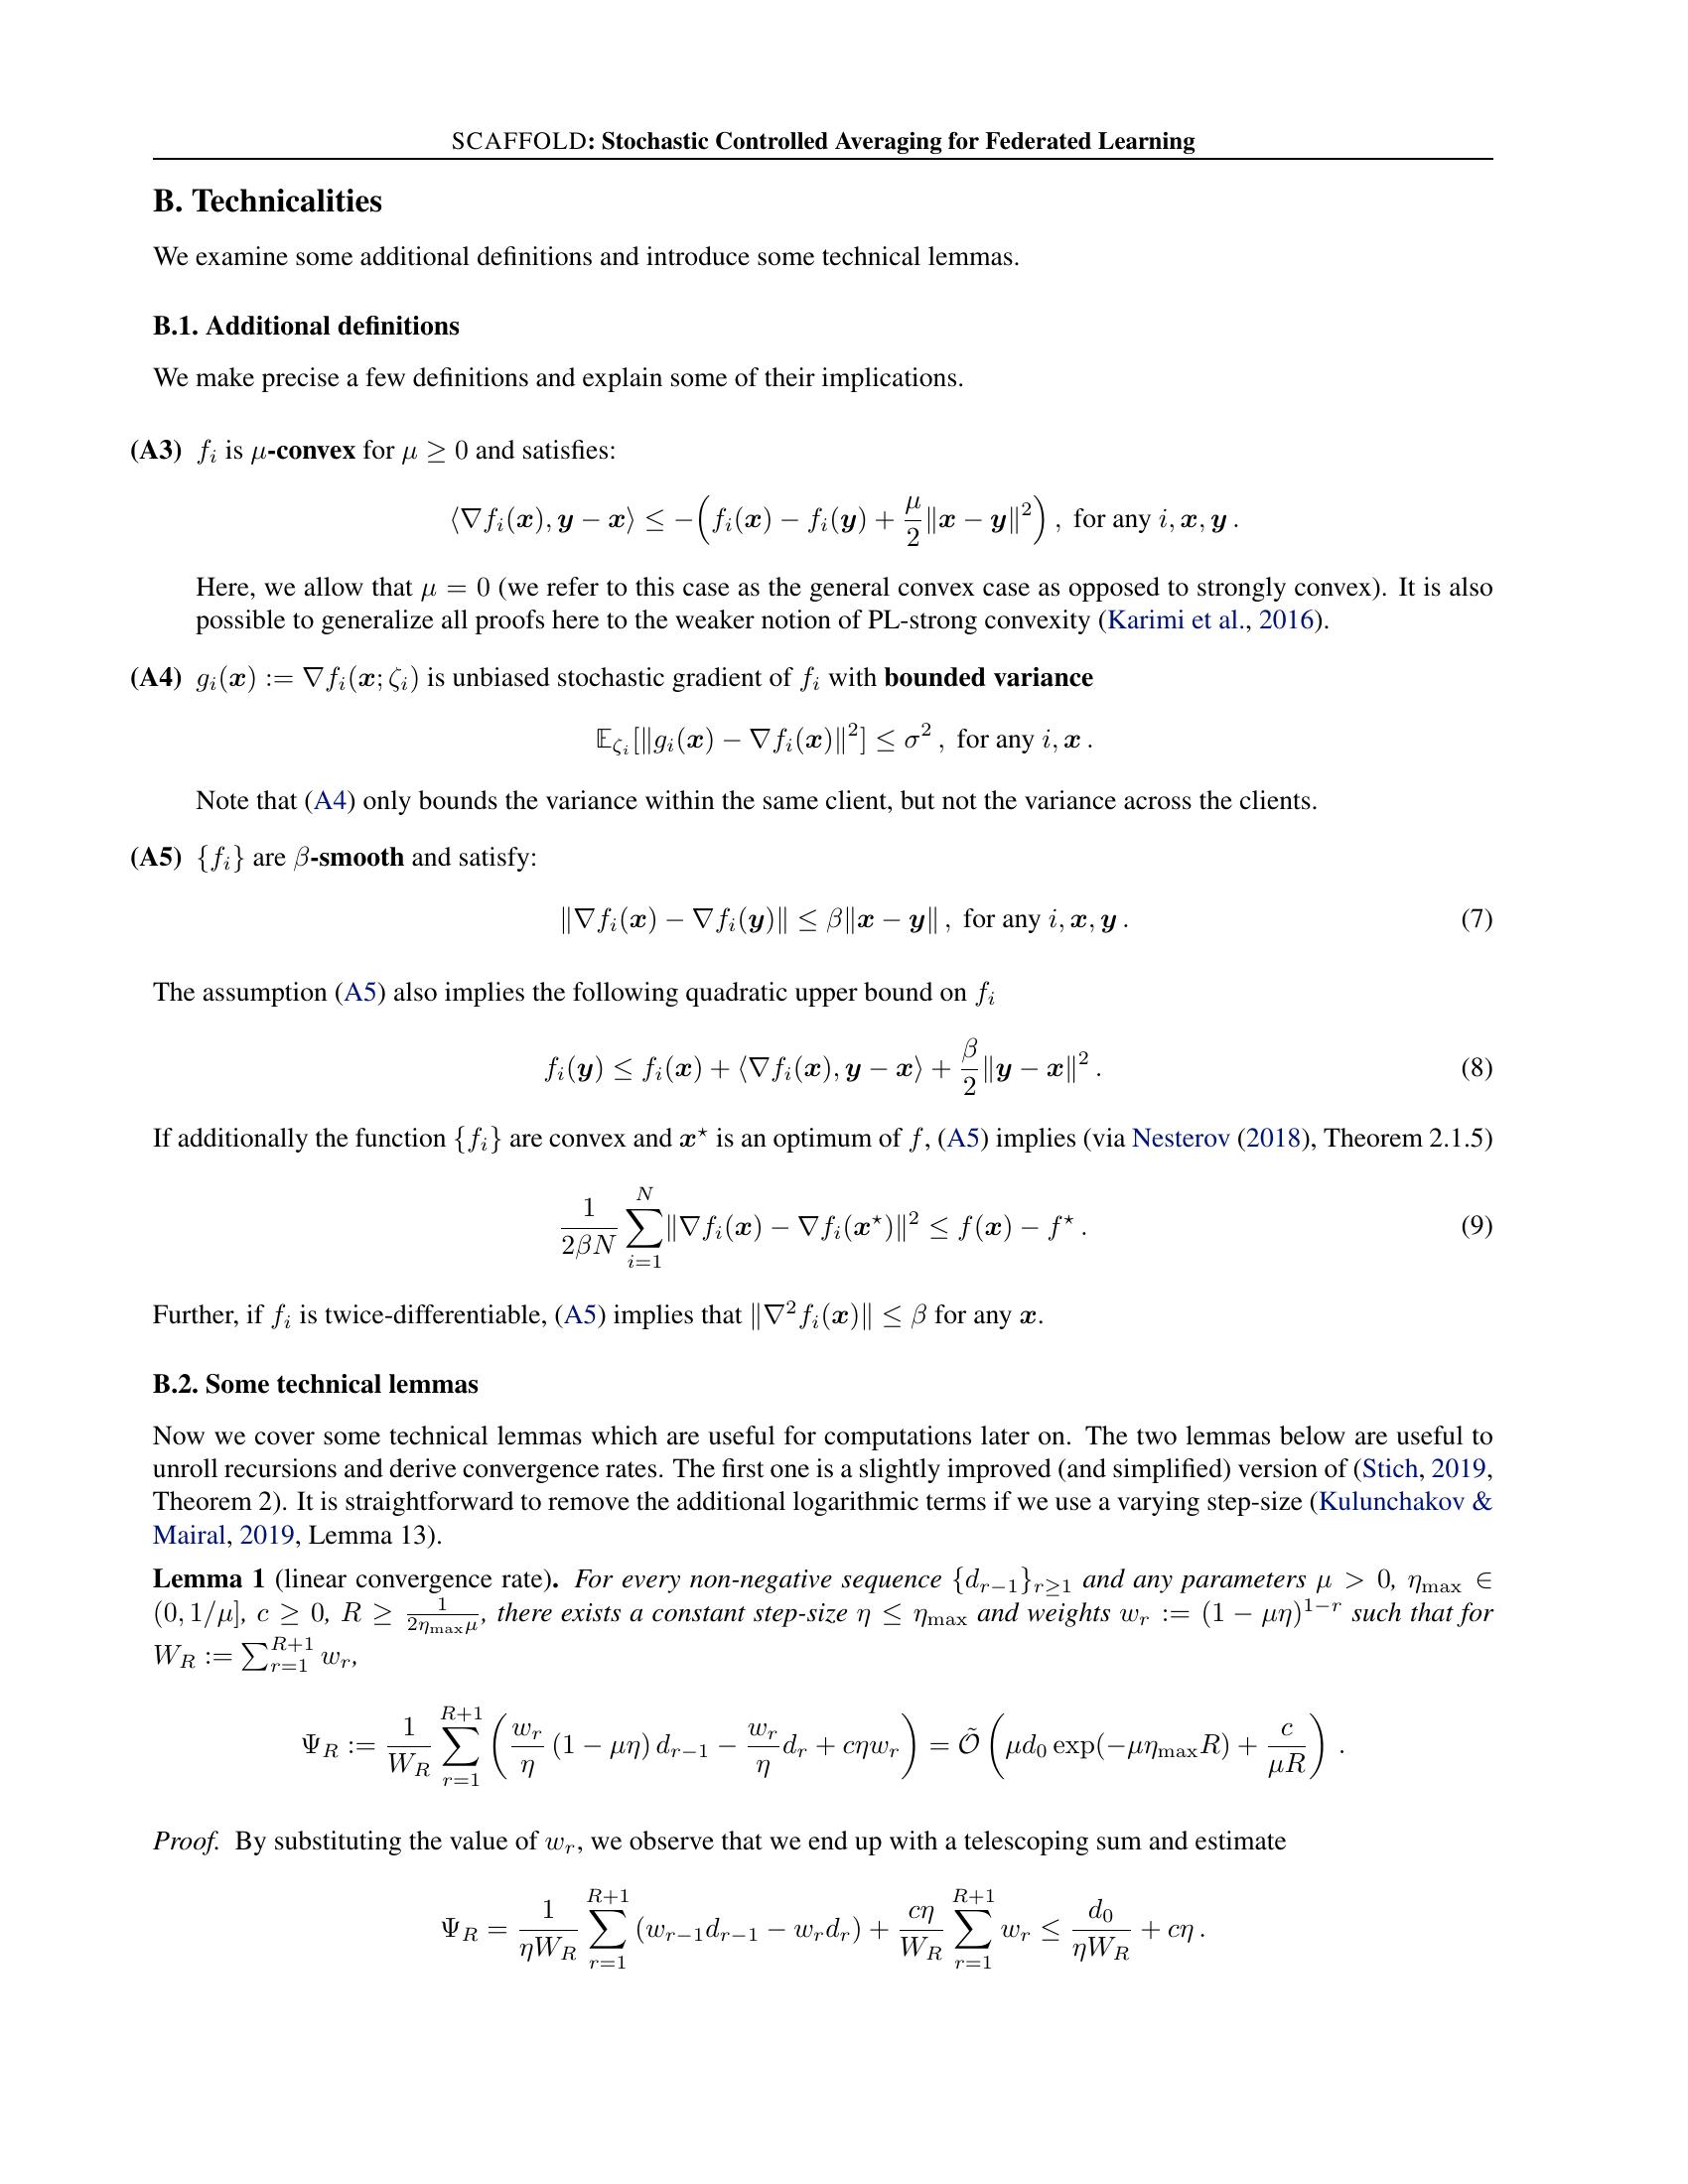 SCAFFOLD: Stochastic Controlled Averaging for Federated Learning
B. Technicalities
We examine some additional definitions and introduce some technical lemmas.
B.1. Additional definitions
We make precise a few definitions and explain some of their implications.
(A3) $f_i$ is $\mu$-convex for $\mu \geq 0$ and satisfies:
$\langle \nabla f_i(\boldsymbol{x}), \boldsymbol{y} - \boldsymbol{x} \rangle \leq -\left( f_i(\boldsymbol{x}) - f_i(\boldsymbol{y}) + \frac{\mu}{2} \|\boldsymbol{x} - \boldsymbol{y}\|^2 \right)$ , for any $i, \boldsymbol{x}, \boldsymbol{y}$ .
Here, we allow that $\mu = 0$ (we refer to this case as the general convex case as opposed to strongly convex). It is also
possible to generalize all proofs here to the weaker notion of PL-strong convexity (Karimi et al., 2016).
(A4) $g_i(\boldsymbol{x}) := \nabla f_i(\boldsymbol{x}; \zeta_i)$ is unbiased stochastic gradient of $f_i$ with bounded variance
$\mathbb{E}_{\zeta_i}[\|g_i(\boldsymbol{x}) - \nabla f_i(\boldsymbol{x})\|^2] \leq \sigma^2$ , for any $i, \boldsymbol{x}$ .
Note that (A4) only bounds the variance within the same client, but not the variance across the clients.
(A5) $\{f_i\}$ are $\beta$-smooth and satisfy:
$\|\nabla f_i(\boldsymbol{x}) - \nabla f_i(\boldsymbol{y})\| \leq \beta \|\boldsymbol{x} - \boldsymbol{y}\|$ , for any $i, \boldsymbol{x}, \boldsymbol{y}$ . (7)
The assumption (A5) also implies the following quadratic upper bound on $f_i$
$f_i(\boldsymbol{y}) \leq f_i(\boldsymbol{x}) + \langle \nabla f_i(\boldsymbol{x}), \boldsymbol{y} - \boldsymbol{x} \rangle + \frac{\beta}{2} \|\boldsymbol{y} - \boldsymbol{x}\|^2$ . (8)
If additionally the function $\{f_i\}$ are convex and $\boldsymbol{x}^\star$ is an optimum of $f$, (A5) implies (via Nesterov (2018), Theorem 2.1.5)
$\frac{1}{2\beta N} \sum_{i=1}^{N} \|\nabla f_i(\boldsymbol{x}) - \nabla f_i(\boldsymbol{x}^\star)\|^2 \leq f(\boldsymbol{x}) - f^\star$ . (9)
Further, if $f_i$ is twice-differentiable, (A5) implies that $\|\nabla^2 f_i(\boldsymbol{x})\| \leq \beta$ for any $\boldsymbol{x}$.
B.2. Some technical lemmas
Now we cover some technical lemmas which are useful for computations later on. The two lemmas below are useful to
unroll recursions and derive convergence rates. The first one is a slightly improved (and simplified) version of (Stich, 2019,
Theorem 2). It is straightforward to remove the additional logarithmic terms if we use a varying step-size (Kulunchakov &
Mairal, 2019, Lemma 13).
Lemma 1 (linear convergence rate). For every non-negative sequence $\{d_{r-1}\}_{r \geq 1}$ and any parameters $\mu > 0$, $\eta_{\max} \in$
$(0, 1/\mu]$, $c \geq 0$, $R \geq \frac{1}{2\eta_{\max}\mu}$, there exists a constant step-size $\eta \leq \eta_{\max}$ and weights $w_r := (1 - \mu\eta)^{1-r}$ such that for
$W_R := \sum_{r=1}^{R+1} w_r$,
$\Psi_R := \frac{1}{W_R} \sum_{r=1}^{R+1} \left( \frac{w_r}{\eta} (1 - \mu\eta) d_{r-1} - \frac{w_r}{\eta} d_r + c\eta w_r \right) = \tilde{\mathcal{O}} \left( \mu d_0 \exp(-\mu\eta_{\max} R) + \frac{c}{\mu R} \right)$ .
Proof. By substituting the value of $w_r$, we observe that we end up with a telescoping sum and estimate
$\Psi_R = \frac{1}{\eta W_R} \sum_{r=1}^{R+1} (w_{r-1} d_{r-1} - w_r d_r) + \frac{c\eta}{W_R} \sum_{r=1}^{R+1} w_r \leq \frac{d_0}{\eta W_R} + c\eta$ .